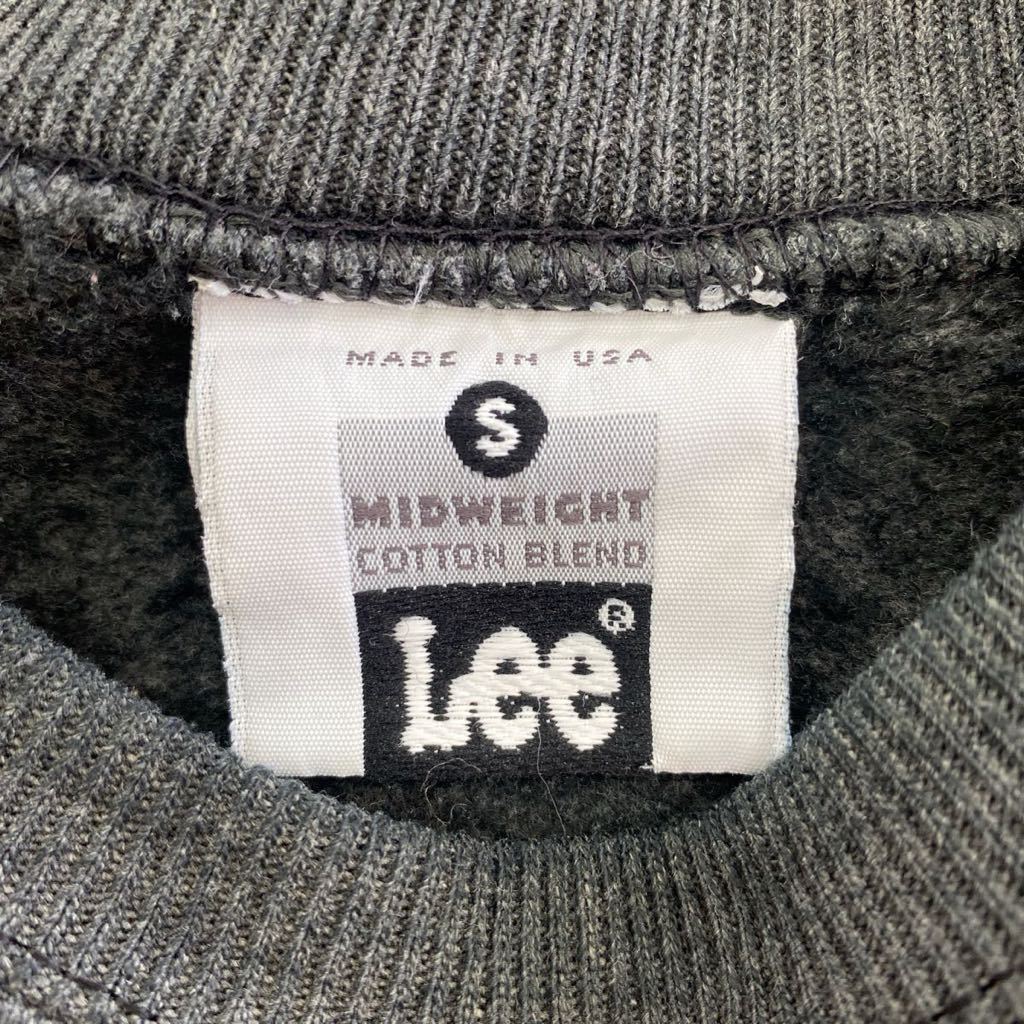 MADE IN USA
S
MIDWEIGHT
COTTON BLEND
Lee®